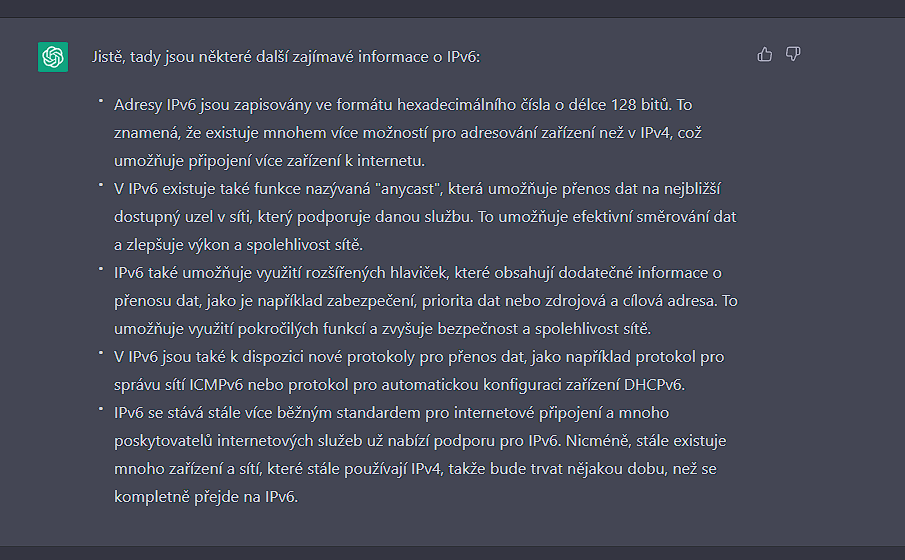 Jistě, tady jsou některé další zajímavé informace o IPv6:
• Adresy IPv6 jsou zapisovány ve formátu hexadecimálního čísla o délce 128 bitů. To
znamená, že existuje mnohem více možností pro adresování zařízení než v IPv4, což
umožňuje připojení více zařízení k internetu.
• V IPv6 existuje také funkce nazývaná "anycast", která umožňuje přenos dat na nejbližší
dostupný uzel v síti, který podporuje danou službu. To umožňuje efektivní směrování dat
a zlepšuje výkon a spolehlivost sítě.
• IPv6 také umožňuje využití rozšířených hlaviček, které obsahují dodatečné informace o
přenosu dat, jako je například zabezpečení, priorita dat nebo zdrojová a cílová adresa. To
umožňuje využití pokročilých funkcí a zvyšuje bezpečnost a spolehlivost sítě.
• V IPv6 jsou také k dispozici nové protokoly pro přenos dat, jako například protokol pro
správu sítí ICMPv6 nebo protokol pro automatickou konfiguraci zařízení DHCPv6.
• IPv6 se stává stále více běžným standardem pro internetové připojení a mnoho
poskytovatelů internetových služeb už nabízí podporu pro IPv6. Nicméně, stále existuje
mnoho zařízení a sítí, které stále používají IPv4, takže bude trvat nějakou dobu, než se
kompletně přejde na IPv6.